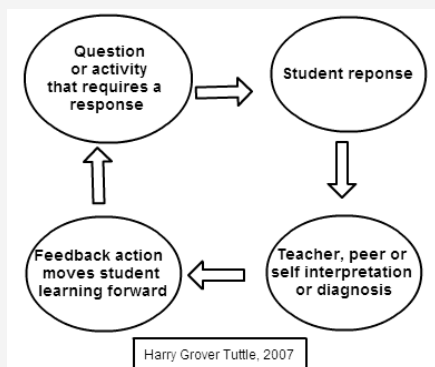 Question
or activity
that requires a
response
Student reponse
Teacher, peer or
self interpretation
or diagnosis
Feedback action
moves student
learning forward
Harry Grover Tuttle, 2007